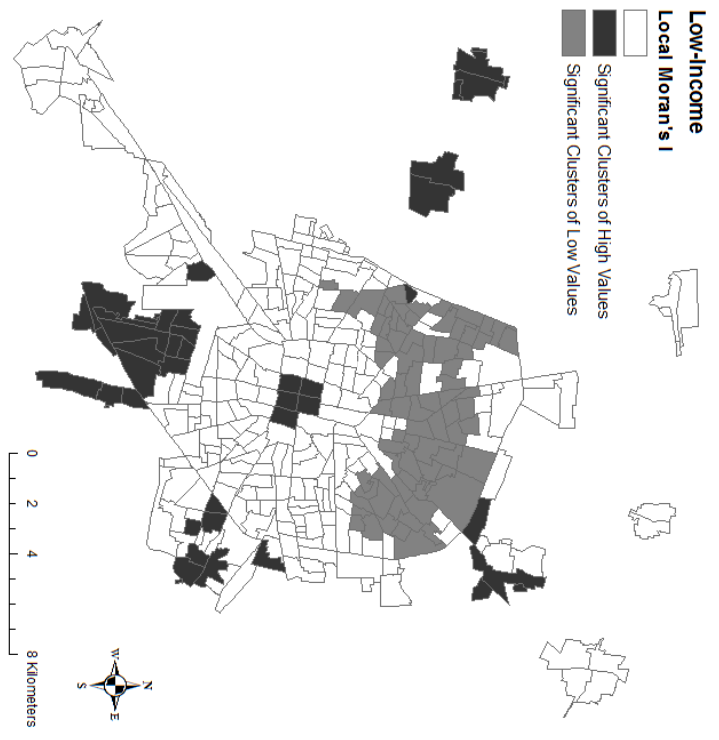 Low-Income
Local Moran's I
Significant Clusters of High Values
Significant Clusters of Low Values
0 2 4 8 Kilometers
N
W E
S